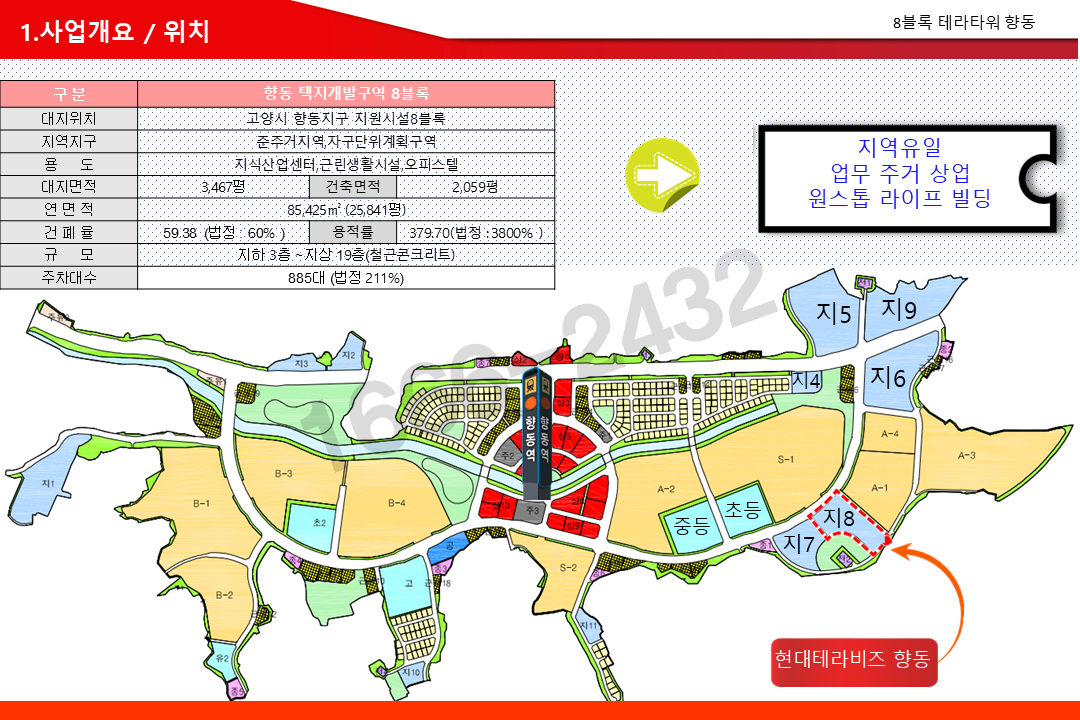 1.사업개요 / 위치
8블록 테라타워 향동
구 분 향동 택지개발구역 8블록
대지위치 고양시 향동지구 지원시설8블록
지역지구 준주거지역,자구단위계획구역
용 도 지식산업센터,근린생활시설,오피스텔
대지면적 3,467평 건축면적 2,059평
연 면 적 85,425㎡ (25,841평)
건 폐 율 59.38 (법정 : 60% ) 용적률 379.70(법정 :3800% )
규 모 지하 3층 ~지상 19층(철근콘크리트)
주차대수 885대 (법정 211%)
지역유일
업무 주거 상업
원스톱 라이프 빌딩
지5
지9
지3
지2
지4
지6
향동역
향동역
주2
A-4
A-3
B-3
S-1
지1
B-1
B-4
A-2
A-1
주3
초2
중등
초등
지8
지7
공
S-2
고
B-2
지11
유2
지10
종5
현대테라비즈 향동